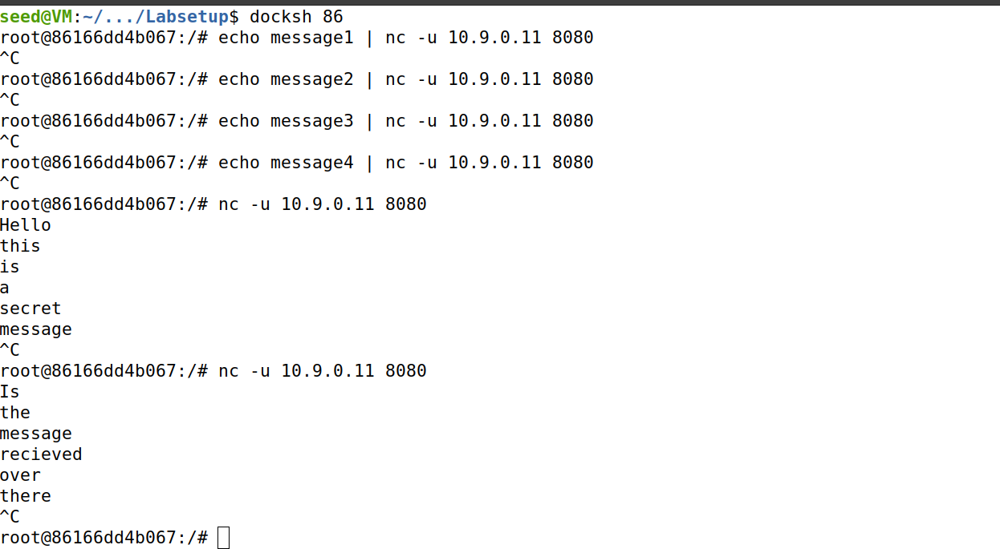 seed@VM:~/.../Labsetup$ docksh 86
root@86166dd4b067:/# echo message1 | nc -u 10.9.0.11 8080
^C
root@86166dd4b067:/# echo message2 | nc -u 10.9.0.11 8080
^C
root@86166dd4b067:/# echo message3 | nc -u 10.9.0.11 8080
^C
root@86166dd4b067:/# echo message4 | nc -u 10.9.0.11 8080
^C
root@86166dd4b067:/# nc -u 10.9.0.11 8080
Hello
this
is
a
secret
message
^C
root@86166dd4b067:/# nc -u 10.9.0.11 8080
Is
the
message
recieved
over
there
^C
root@86166dd4b067:/#